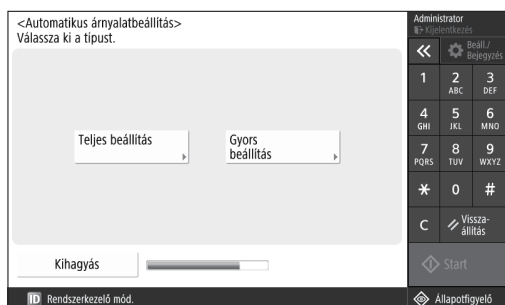 <Automatikus árnyalatbeállítás>
Válassza ki a típust.
Teljes beállítás
Gyors
beállítás
Kihagyás
ID Rendszerkezelő mód.
Administrator
Kijelentkezés
Beáll./
Bejegyzés
1 2 3
ABC DEF
4 5 6
GHI JKL MNO
7 8 9
PQRS TUV WXYZ
* 0 #
C Vissza-
állítás
Start
Állapotfigyelő